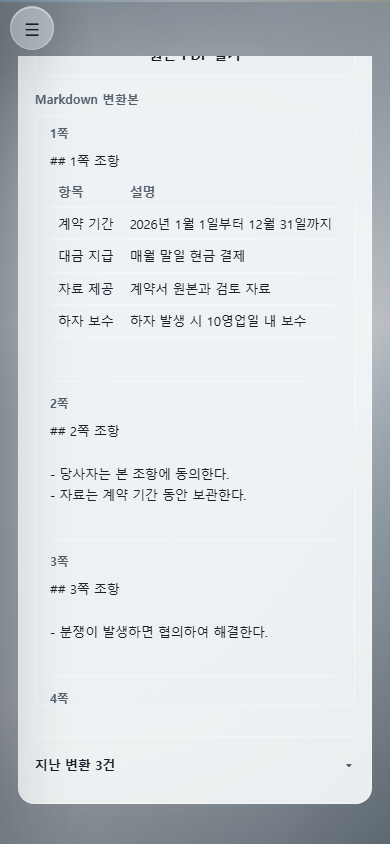 Markdown 변환본
1쪽
## 1쪽 조항
항목 설명
계약 기간 2026년 1월 1일부터 12월 31일까지
대금 지급 매월 말일 현금 결제
자료 제공 계약서 원본과 검토 자료
하자 보수 하자 발생 시 10영업일 내 보수
2쪽
## 2쪽 조항
- 당사자는 본 조항에 동의한다.
- 자료는 계약 기간 동안 보관한다.
3쪽
## 3쪽 조항
- 분쟁이 발생하면 협의하여 해결한다.
4쪽
지난 변환 3건